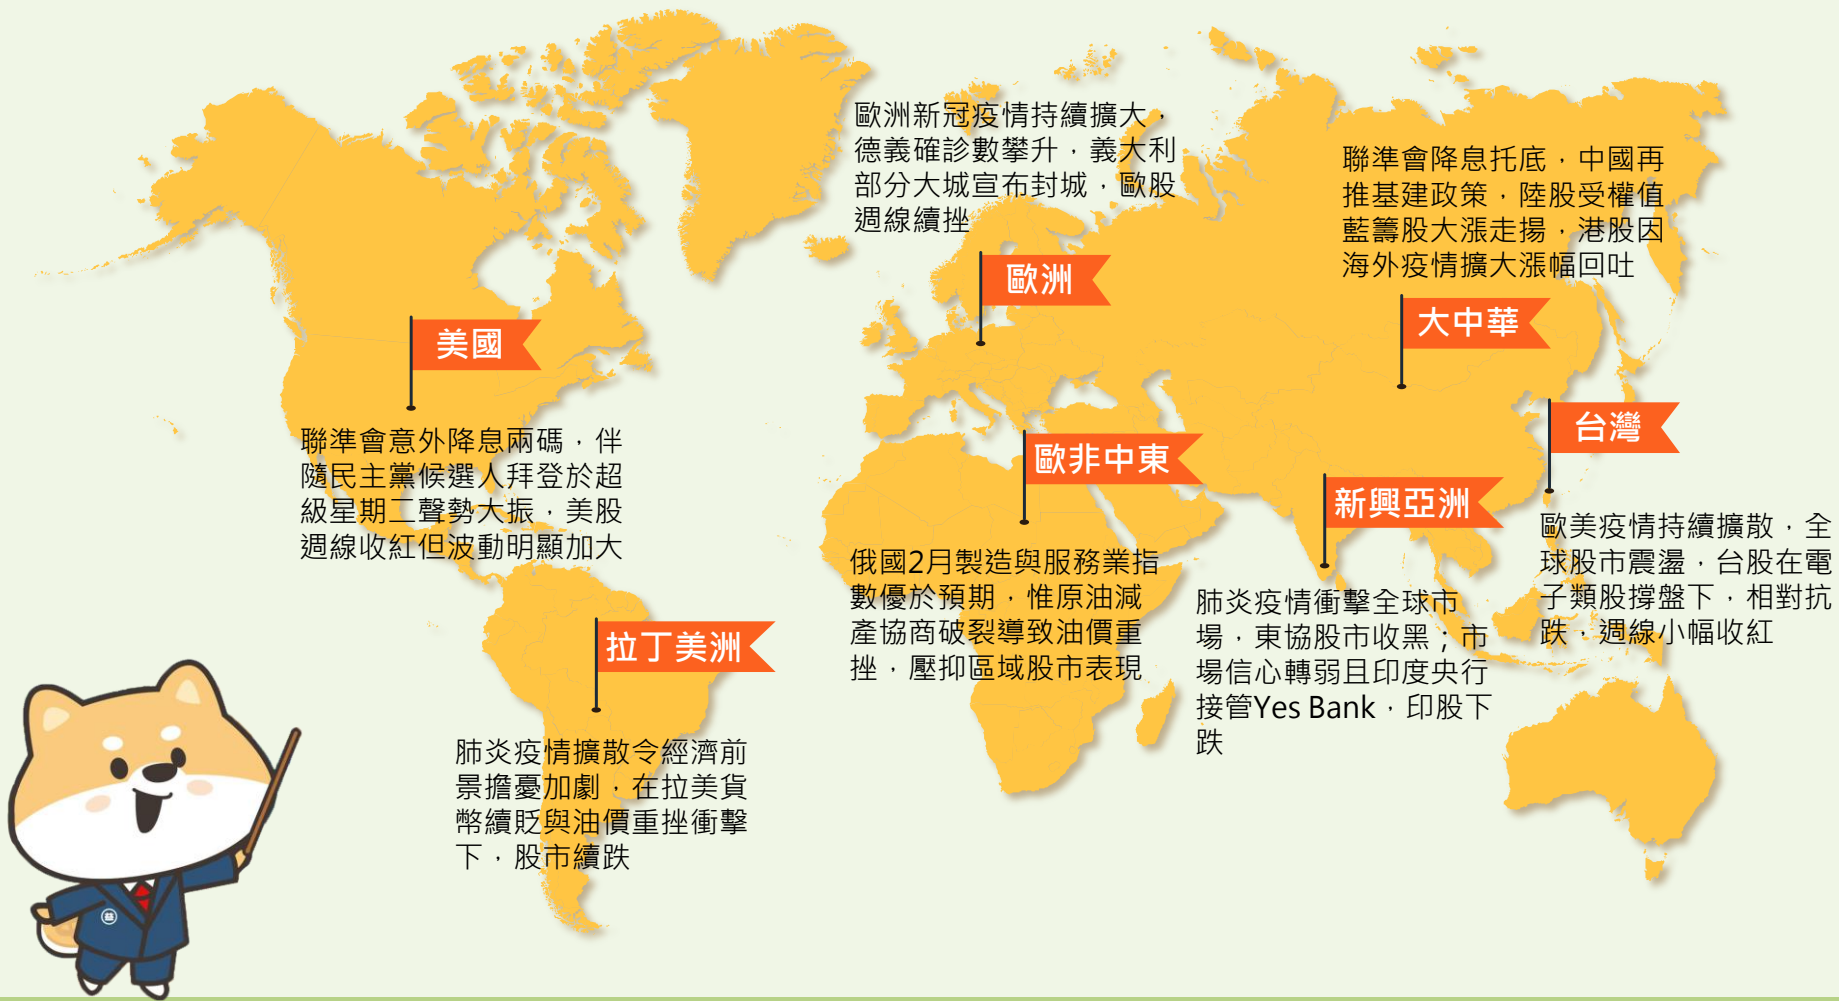 歐洲新冠疫情持續擴大，
德義確診數攀升，義大利
部分大城宣布封城，歐股
週線續挫
歐洲
聯準會降息托底，中國再
推基建政策，陸股受權值
藍籌股大漲走揚，港股因
海外疫情擴大漲幅回吐
大中華
美國
聯準會意外降息兩碼，伴
隨民主黨候選人拜登於超
級星期二聲勢大振，美股
週線收紅但波動明顯加大
歐非中東
俄國2月製造與服務業指
數優於預期，惟原油減
產協商破裂導致油價重
挫，壓抑區域股市表現
新興亞洲
肺炎疫情衝擊全球市
場，東協股市收黑；市
場信心轉弱且印度央行
接管Yes Bank，印股下
跌
台灣
歐美疫情持續擴散，全
球股市震盪，台股在電
子類股撐盤下，相對抗
跌，週線小幅收紅
拉丁美洲
肺炎疫情擴散令經濟前
景擔憂加劇，在拉美貨
幣續貶與油價重挫衝擊
下，股市續跌